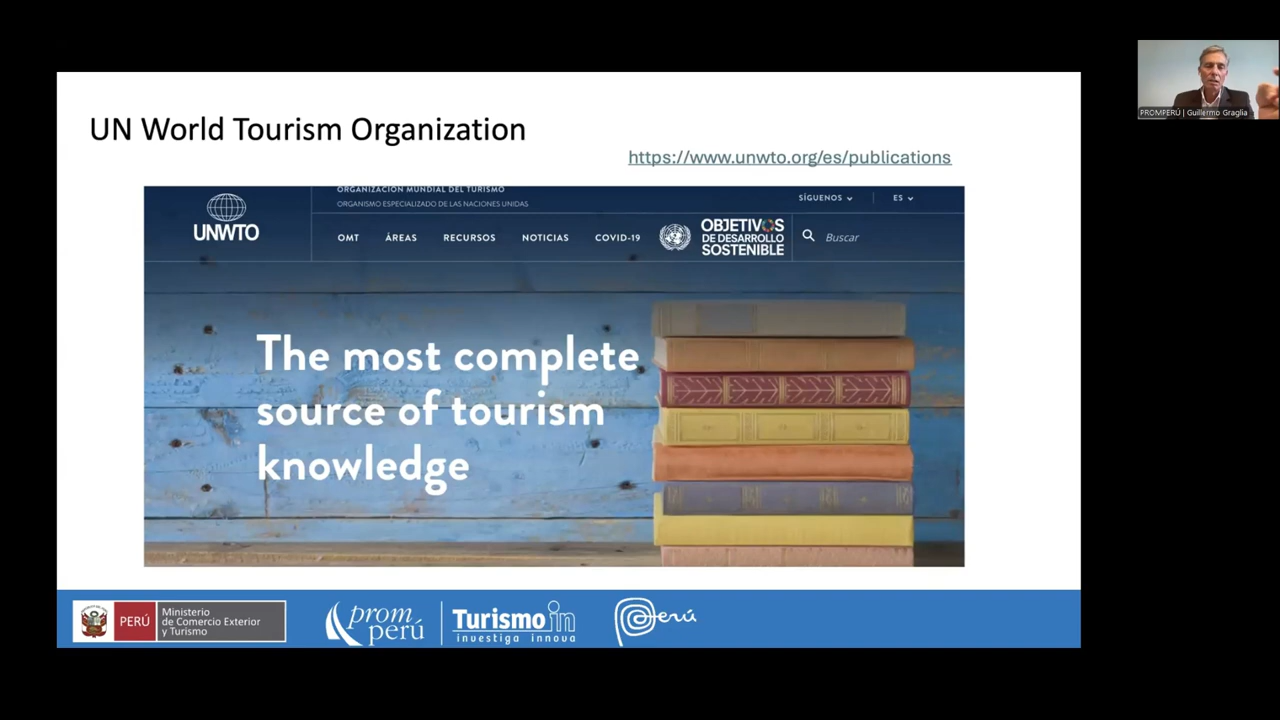 UN World Tourism Organization
https://www.unwto.org/es/publications
UNWTO
ORGANIZACIÓN MUNDIAL DEL TURISMO
ORGANISMO ESPECIALIZADO DE LAS NACIONES UNIDAS
SÍGUENOS
ES
OMT
ÁREAS
RECURSOS
NOTICIAS
COVID-19
OBJETIVOS
DE DESARROLLO
SOSTENIBLE
Buscar
The most complete
source of tourism
knowledge
PERÚ
Ministerio
de Comercio Exterior
y Turismo
prom
perú
Turismo in
investiga innova
Perú
PROMPERÚ | Guillermo Graglia